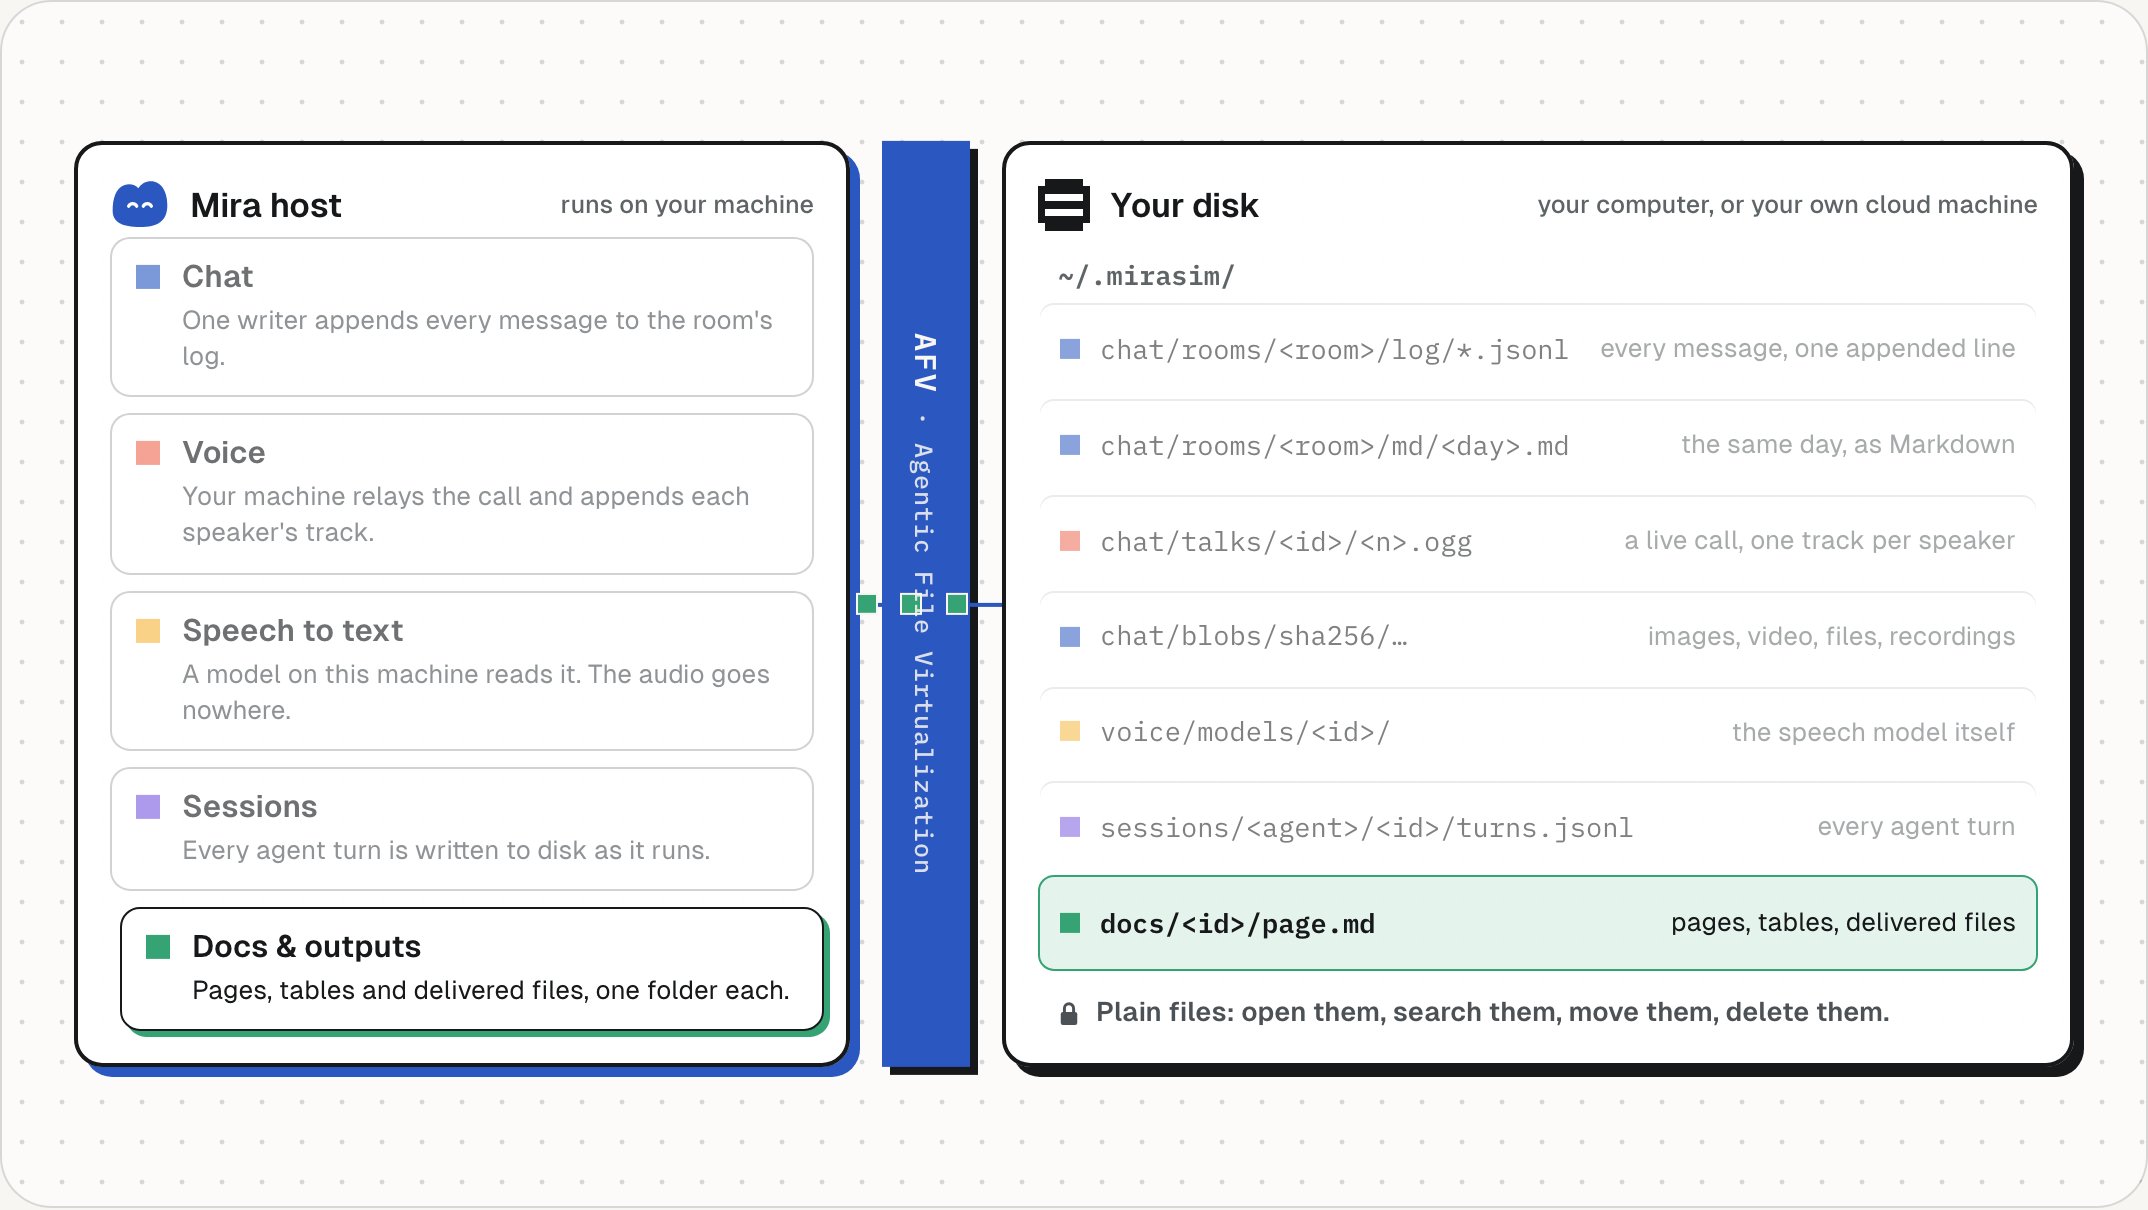 Mira host
runs on your machine
Chat
One writer appends every message to the room's
log.
Voice
Your machine relays the call and appends each
speaker's track.
Speech to text
A model on this machine reads it. The audio goes
nowhere.
Sessions
Every agent turn is written to disk as it runs.
Docs & outputs
Pages, tables and delivered files, one folder each.
AFV · Agentic File Virtualization
Your disk
your computer, or your own cloud machine
~/.mirasim/
chat/rooms/<room>/log/*.jsonl
every message, one appended line
chat/rooms/<room>/md/<day>.md
the same day, as Markdown
chat/talks/<id>/<n>.ogg
a live call, one track per speaker
chat/blobs/sha256/…
images, video, files, recordings
voice/models/<id>/
the speech model itself
sessions/<agent>/<id>/turns.jsonl
every agent turn
docs/<id>/page.md
pages, tables, delivered files
Plain files: open them, search them, move them, delete them.